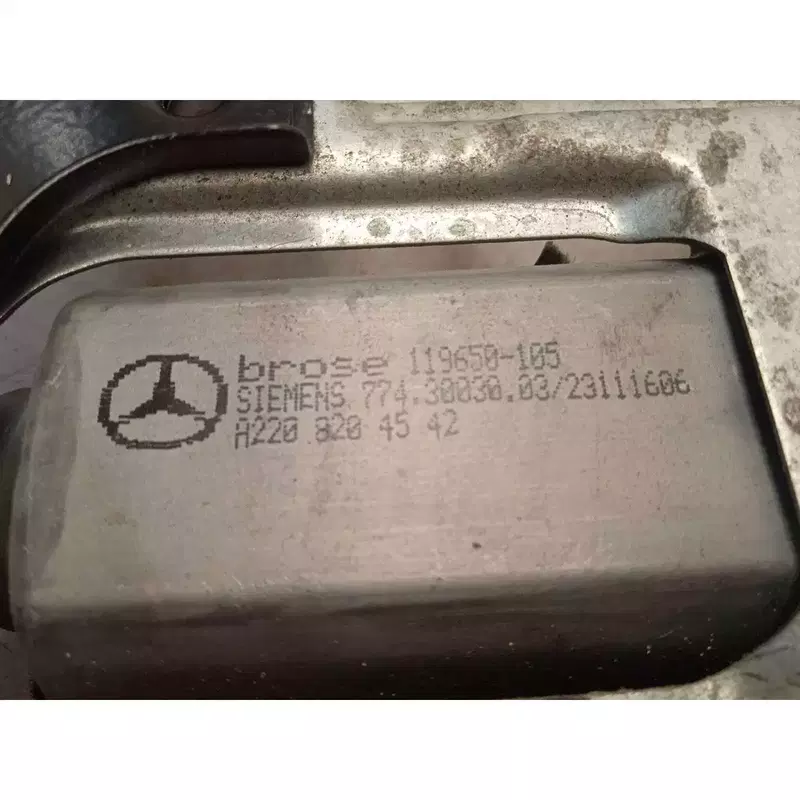 brose 119650-105
SIEMENS 774.30030.03/23111606
A220 820 45 42